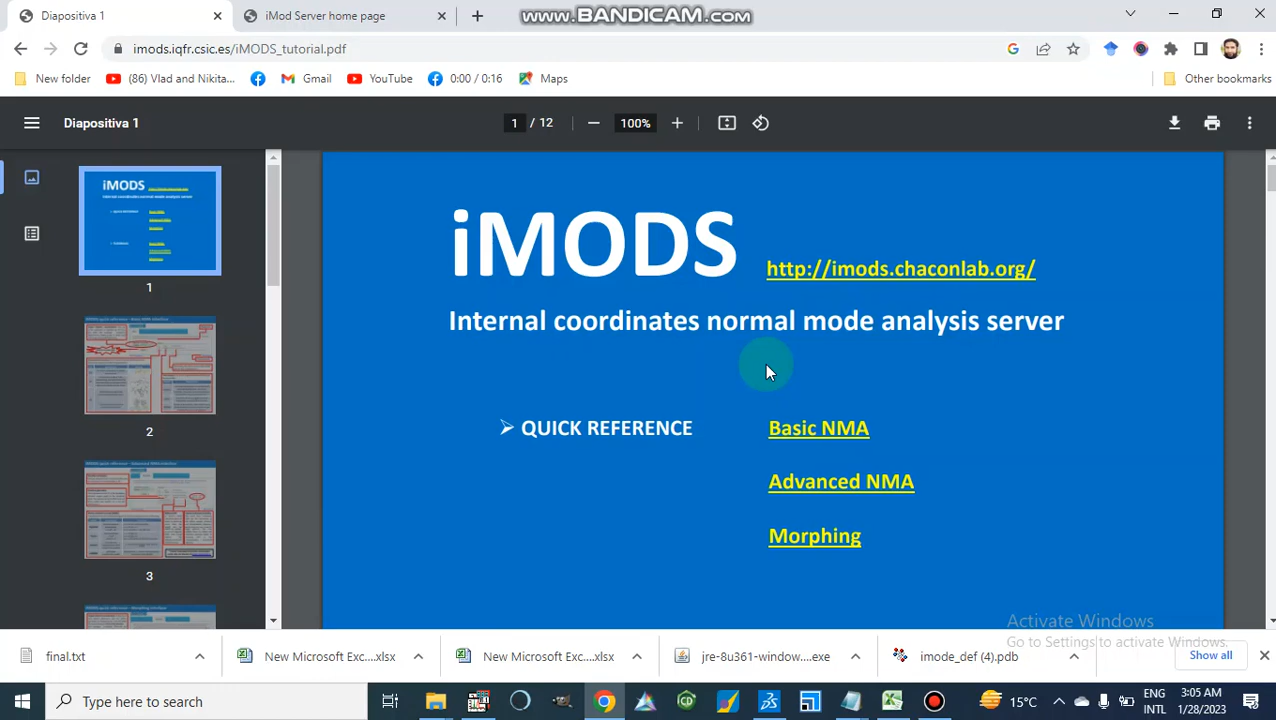 Diapositiva 1
iMod Server home page
www.BANDICAM.com
imods.iqfr.csic.es/iMODS_tutorial.pdf
New folder
(86) Vlad and Nikita...
Gmail
YouTube
0:00 / 0:16
Maps
Other bookmarks
Diapositiva 1
1 / 12
100%
iMODS http://imods.chaconlab.org/
Internal coordinates normal mode analysis server
➢ QUICK REFERENCE Basic NMA
Advanced NMA
Morphing
1
2
3
Activate Windows
Go to Settings to activate Windows.
final.txt
New Microsoft Exc....xlsx
New Microsoft Exc....xlsx
jre-8u361-window....exe
imode_def (4).pdb
Show all
Type here to search
15°C
ENG
INTL
3:05 AM
1/28/2023